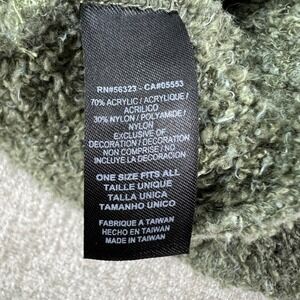 RN#56323 - CA#05553
70% ACRYLIC / ACRYLIQUE /
ACRILICO
30% NYLON / POLYAMIDE /
NYLON
EXCLUSIVE OF
DECORATION / DECORATION
NON COMPRISE / NO
INCLUYE LA DECORACION
ONE SIZE FITS ALL
TAILLE UNIQUE
TALLA UNICA
TAMANHO UNICO
FABRIQUE A TAIWAN
HECHO EN TAIWAN
MADE IN TAIWAN